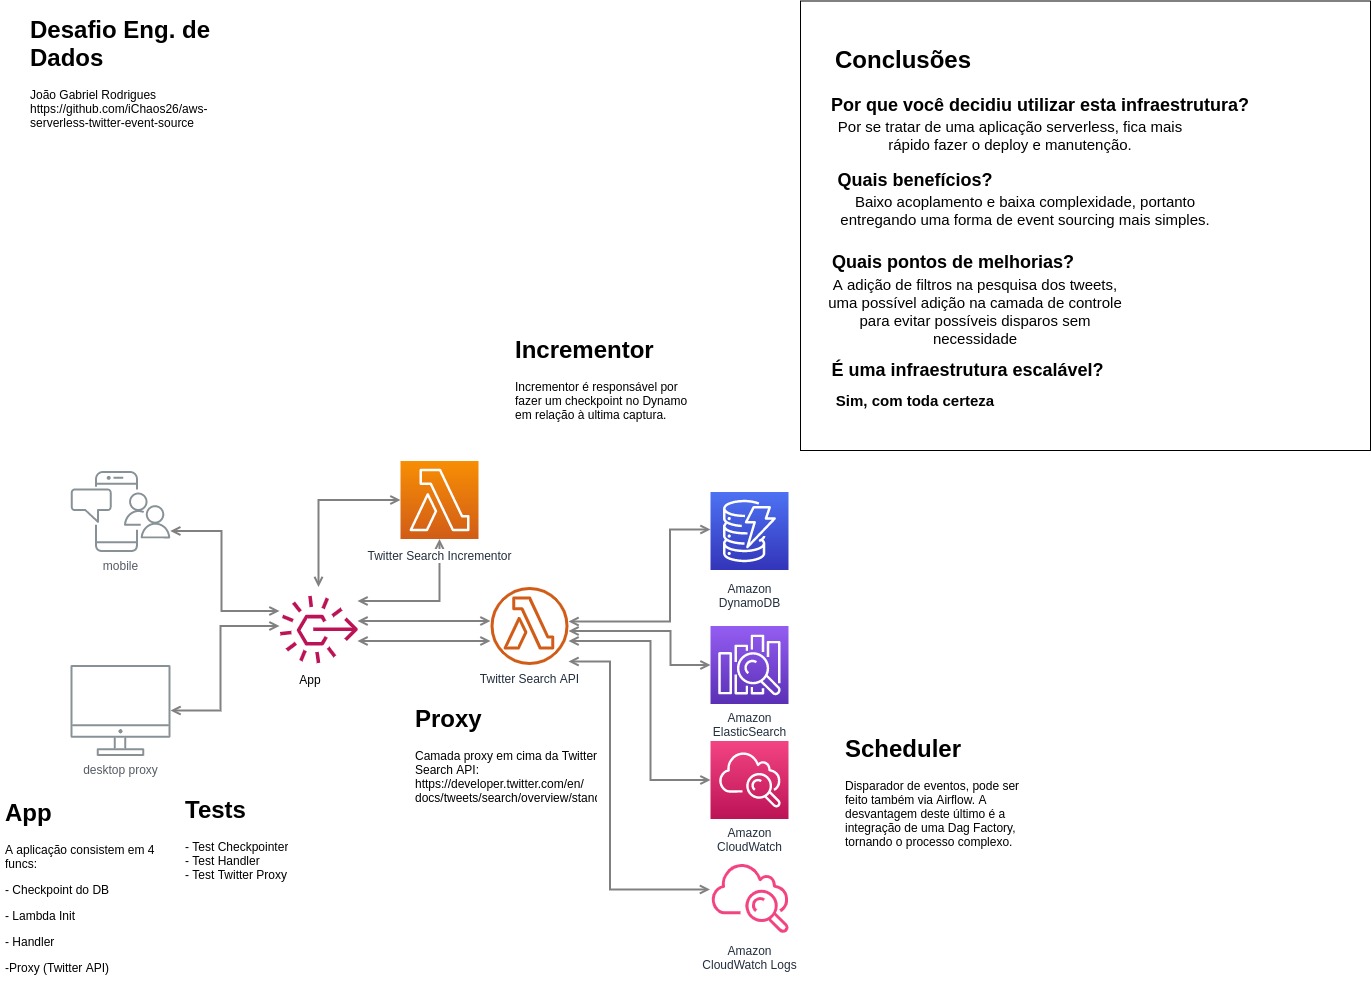 Desafio Eng. de
Dados
João Gabriel Rodrigues
https://github.com/iChaos26/aws-
serverless-twitter-event-source
Conclusões
Por que você decidiu utilizar esta infraestrutura?
Por se tratar de uma aplicação serverless, fica mais
rápido fazer o deploy e manutenção.
Quais benefícios?
Baixo acoplamento e baixa complexidade, portanto
entregando uma forma de event sourcing mais simples.
Quais pontos de melhorias?
A adição de filtros na pesquisa dos tweets,
uma possível adição na camada de controle
para evitar possíveis disparos sem
necessidade
É uma infraestrutura escalável?
Sim, com toda certeza
Incrementor
Incrementor é responsável por
fazer um checkpoint no Dynamo
em relação à ultima captura.
mobile
Twitter Search Incrementor
Amazon
DynamoDB
App
Twitter Search API
desktop proxy
Amazon
ElasticSearch
Proxy
Camada proxy em cima da Twitter
Search API:
https://developer.twitter.com/en/
docs/tweets/search/overview/stand
Amazon
CloudWatch
Scheduler
Disparador de eventos, pode ser
feito também via Airflow. A
desvantagem deste último é a
integração de uma Dag Factory,
tornando o processo complexo.
App
A aplicação consistem em 4
funcs:
- Checkpoint do DB
- Lambda Init
- Handler
-Proxy (Twitter API)
Tests
- Test Checkpointer
- Test Handler
- Test Twitter Proxy
Amazon
CloudWatch Logs